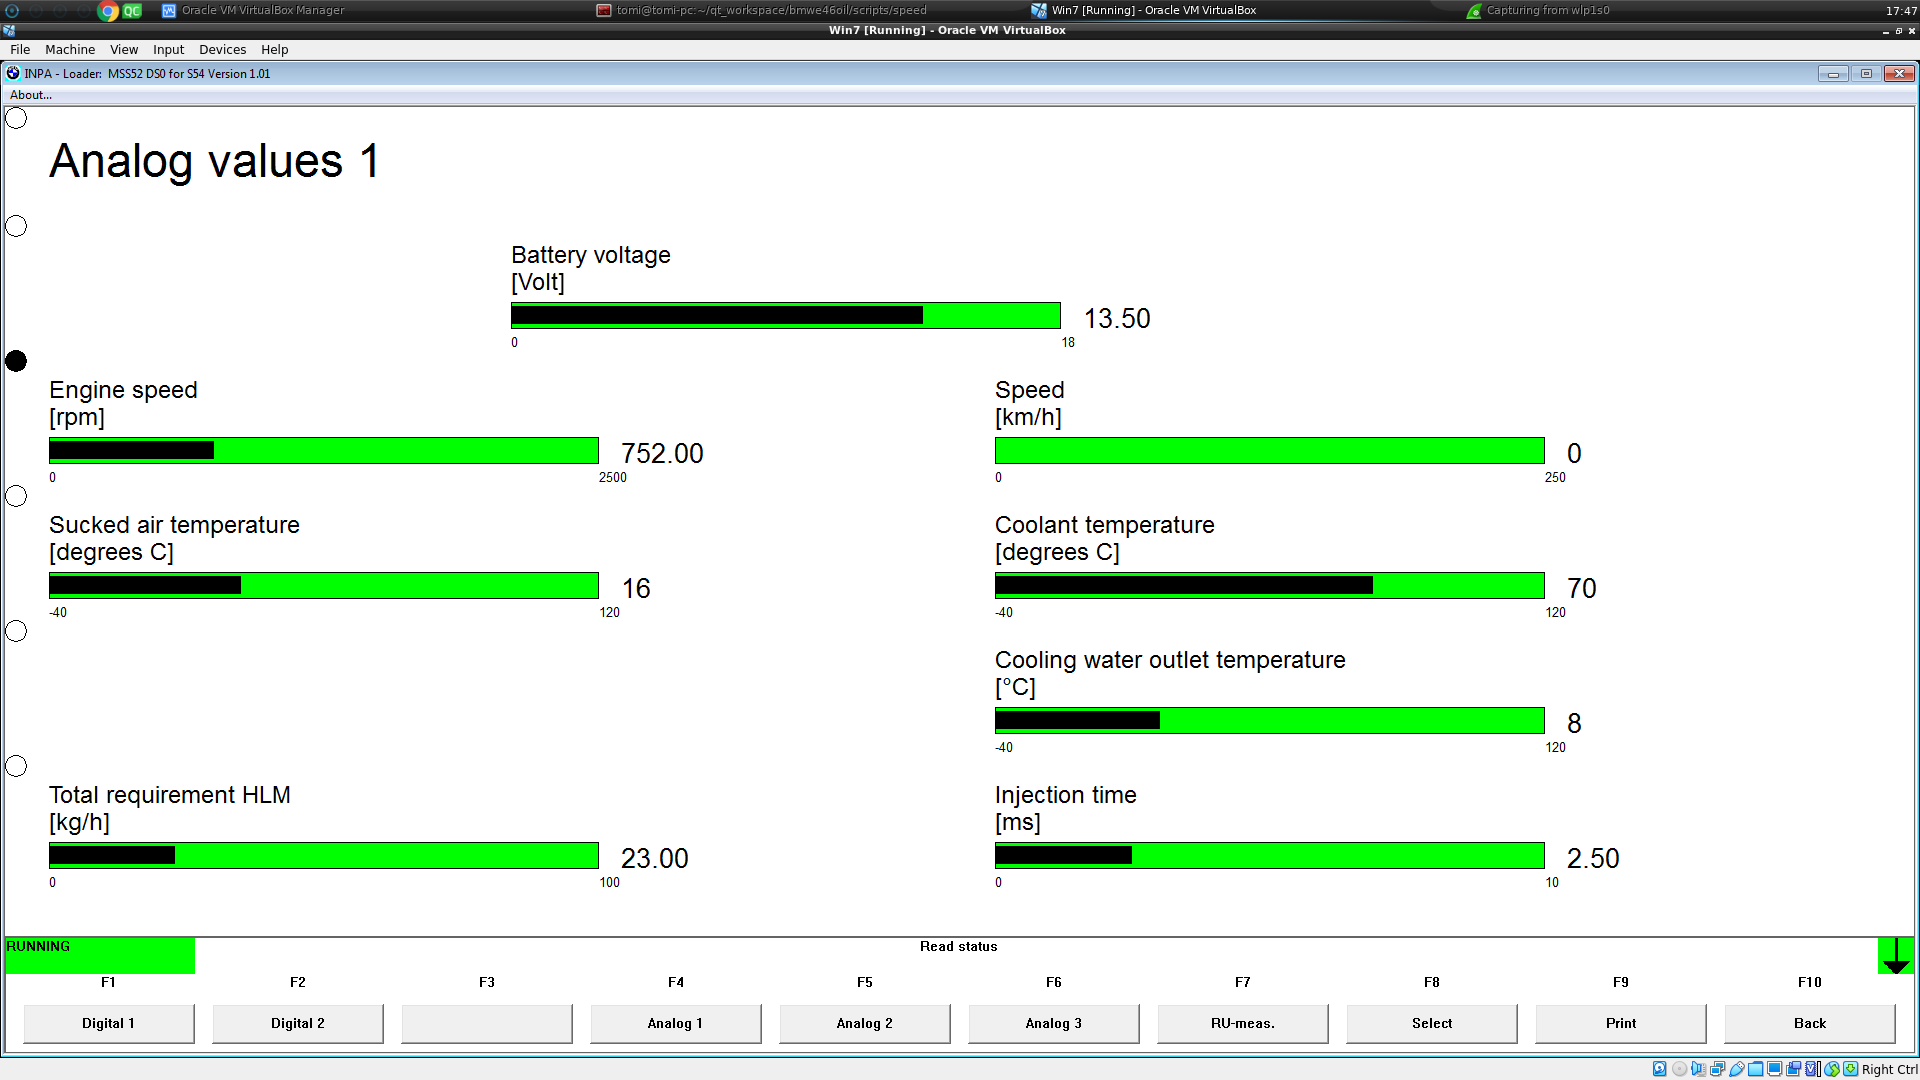 Oracle VM VirtualBox Manager
tomi@tomi-pc:~/qt_workspace/bmwe46oil/scripts/speed
Win7 [Running] - Oracle VM VirtualBox
Capturing from wlp1s0
17:47
QC
Win7 [Running] - Oracle VM VirtualBox
File Machine View Input Devices Help
INPA - Loader: MSS52 DS0 for S54 Version 1.01
About...
Analog values 1
Battery voltage
[Volt]
13.50
0 18
Engine speed
[rpm]
752.00
0 2500
Speed
[km/h]
0
0 250
Sucked air temperature
[degrees C]
16
-40 120
Coolant temperature
[degrees C]
70
-40 120
Cooling water outlet temperature
[°C]
8
-40 120
Total requirement HLM
[kg/h]
23.00
0 100
Injection time
[ms]
2.50
0 10
RUNNING
Read status
F1 F2 F3 F4 F5 F6 F7 F8 F9 F10
Digital 1 Digital 2 Analog 1 Analog 2 Analog 3 RU-meas. Select Print Back
Right Ctrl